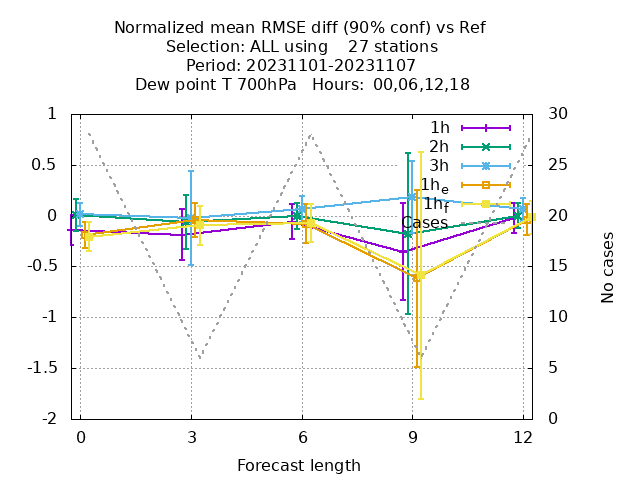 Normalized mean RMSE diff (90% conf) vs Ref
Selection: ALL using    27 stations
Period: 20231101-20231107
Dew point T 700hPa   Hours: 00,06,12,18
1
0.5
0
-0.5
-1
-1.5
-2
30
25
20
15
10
5
0
1h
2h
3h
1he
1hf
Cases
No cases
0
3
6
9
12
Forecast length